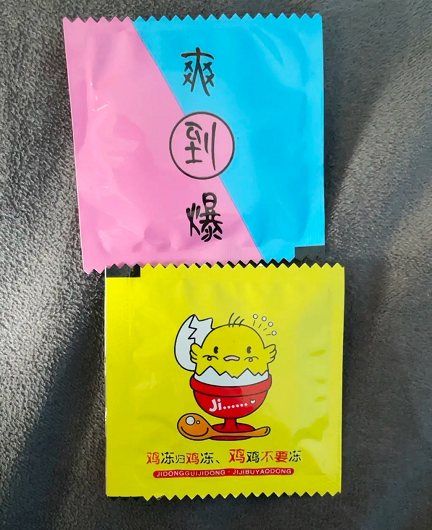 爽
到
爆
Ji......
鸡冻归鸡冻、鸡鸡不要冻
JIDONGGUIJIDONG · JIJIBUYAODONG